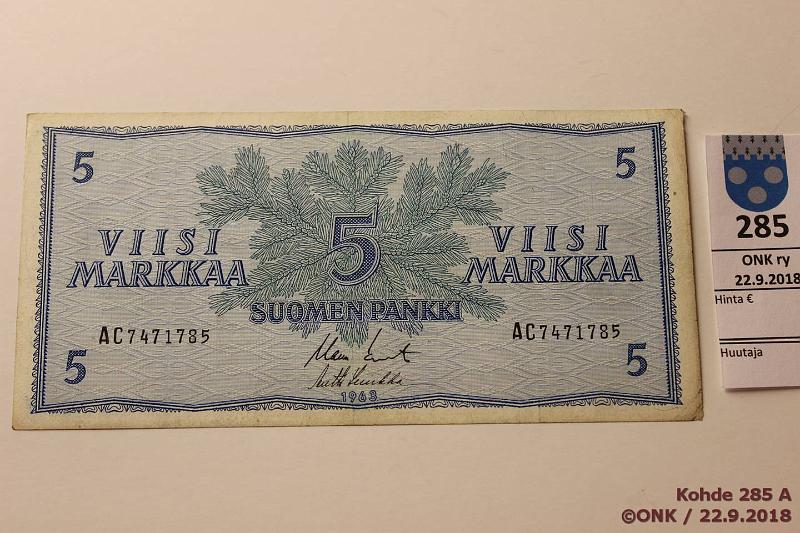 5
5
5
VIISI
MARKKAA
VIISI
MARKKAA
SUOMEN PANKKI
AC7471785
AC7471785
5
5
1963
285
ONK ry
22.9.2018
Hinta €
Huutaja
Kohde 285 A
©ONK / 22.9.2018